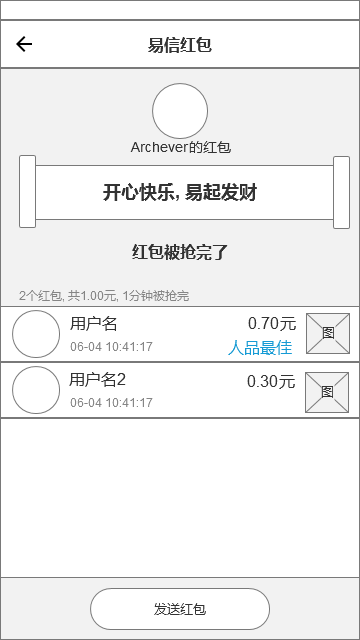 易信红包
Archever的红包
开心快乐, 易起发财
红包被抢完了
2个红包, 共1.00元, 1分钟被抢完
用户名
0.70元
图
06-04 10:41:17
人品最佳
用户名2
0.30元
图
06-04 10:41:17
发送红包